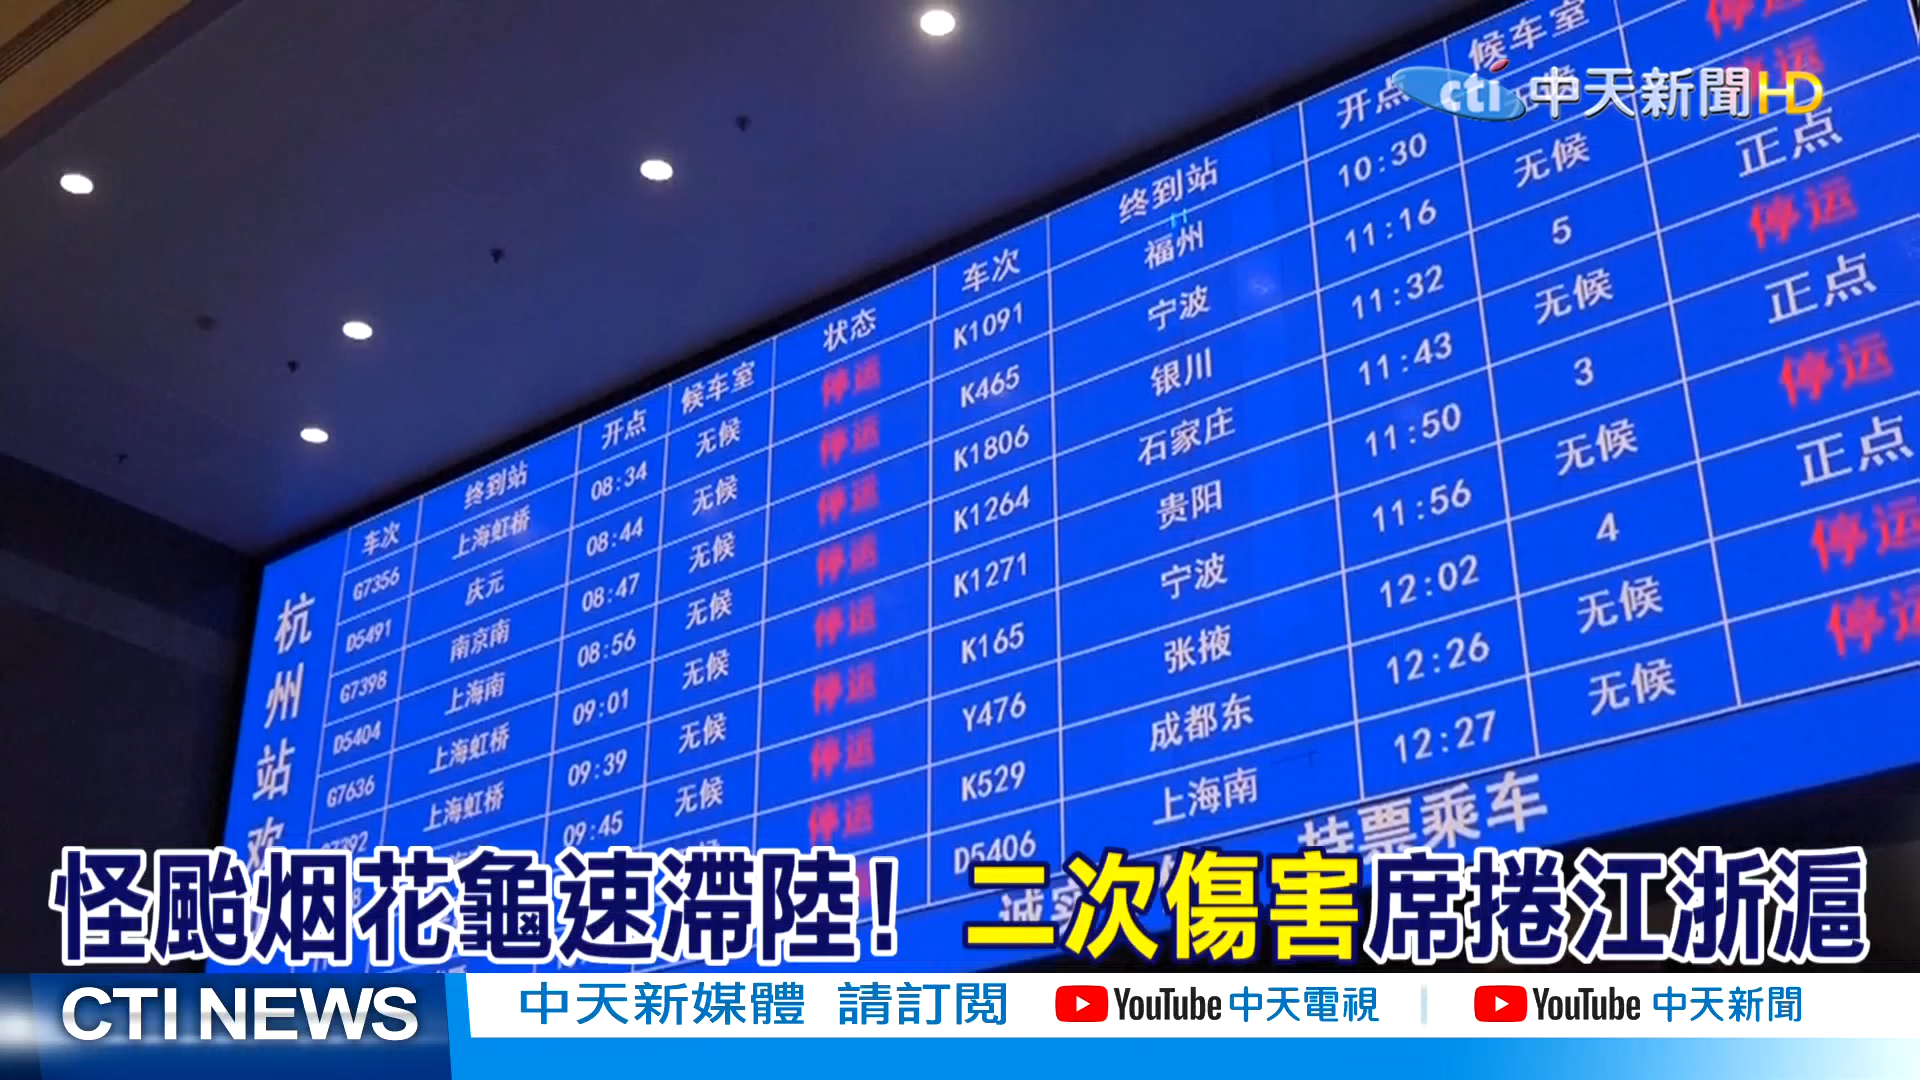 cti 中天新聞HD
杭州站欢
车次 终到站 开点 候车室 状态
G7356 上海虹桥 08:34 无候 停运
D5491 庆元 08:44 无候 停运
G7398 南京南 08:47 无候 停运
D5404 上海南 08:56 无候 停运
G7636 上海虹桥 09:01 无候 停运
上海虹桥 09:39 无候 停运
09:45 无候 停运
停运
车次 终到站 开点 候车室
K1091 福州 10:30 无候 停运
K465 宁波 11:16 无候 正点
K1806 银川 11:32 5 停运
K1264 石家庄 11:43 无候 正点
K1271 贵阳 11:50 3 停运
K165 宁波 11:56 无候 正点
Y476 张掖 12:02 4 停运
K529 成都东 12:26 无候 停运
D5406 上海南 12:27 无候
持票乘车
怪颱烟花龜速滯陸! 二次傷害席捲江浙滬
CTI NEWS 中天新媒體 請訂閱 YouTube 中天電視 | YouTube 中天新聞